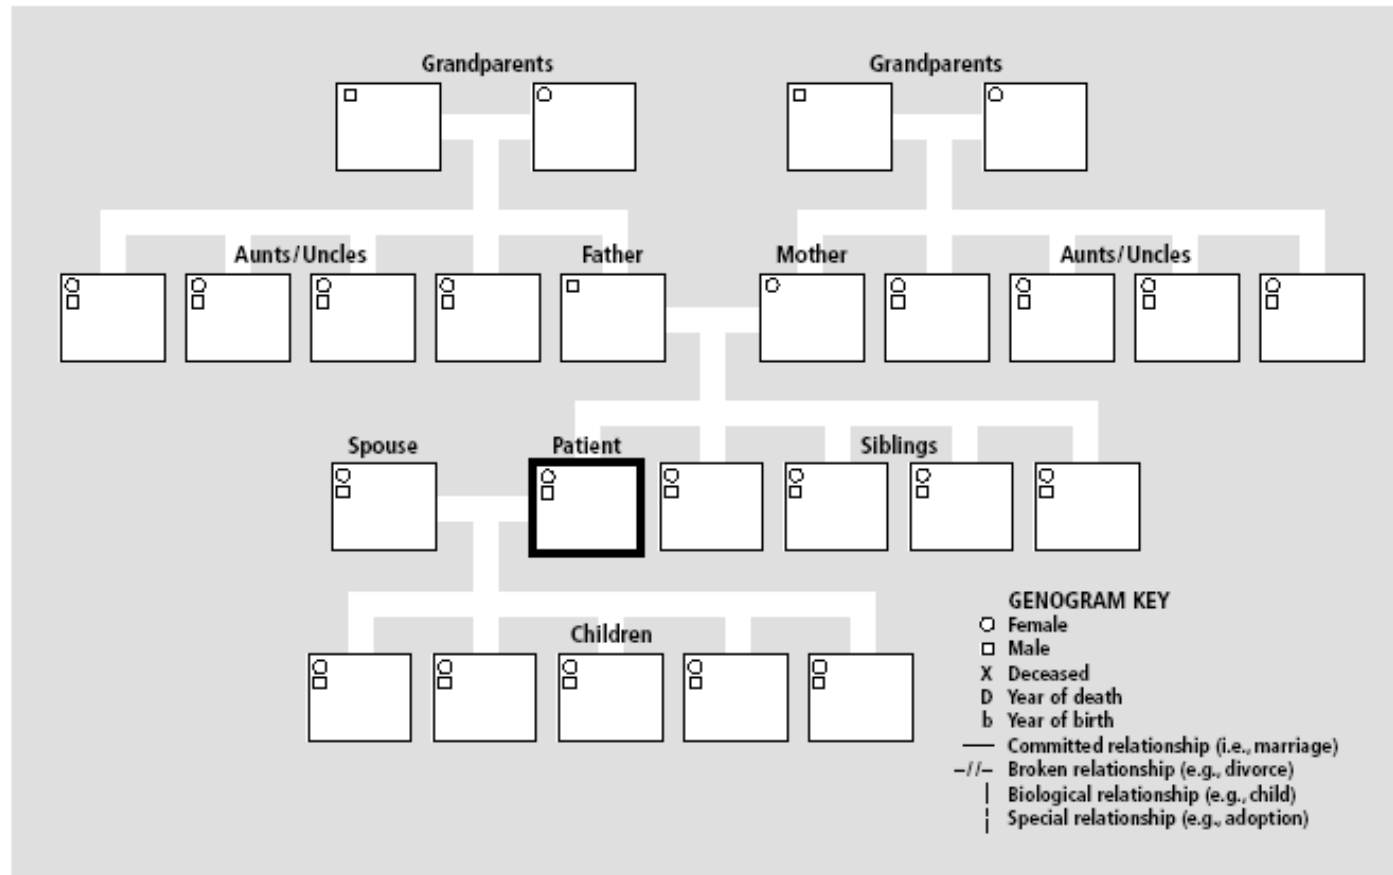 Grandparents
Grandparents
Aunts/Uncles
Father
Mother
Aunts/Uncles
Spouse
Patient
Siblings
Children
GENOGRAM KEY
Female
Male
X Deceased
D Year of death
b Year of birth
Committed relationship (i.e., marriage)
–//– Broken relationship (e.g., divorce)
Biological relationship (e.g., child)
Special relationship (e.g., adoption)